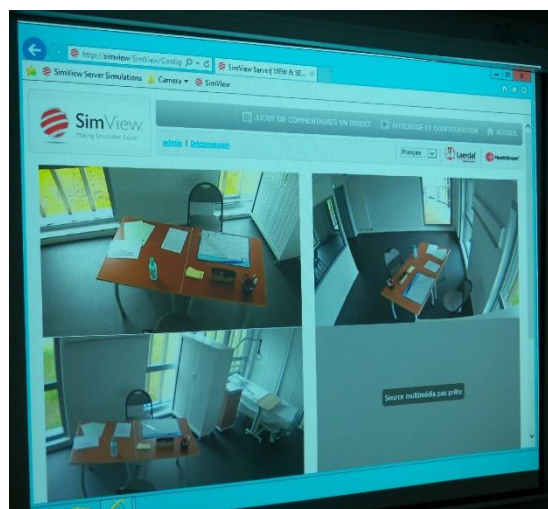 http://simview/SimView/Config
SimView Server| VIEW & SE...
SimView Server Simulations
Camera
SimView
SimView
Making Simulation Easier
AJOUT DE COMMENTAIRES EN DIRECT
AFFICHAGE ET CONFIGURATION
ACCUEIL
admin | Déconnexion
Français
Laerdal
HealthStream
Source multimédia pas prête